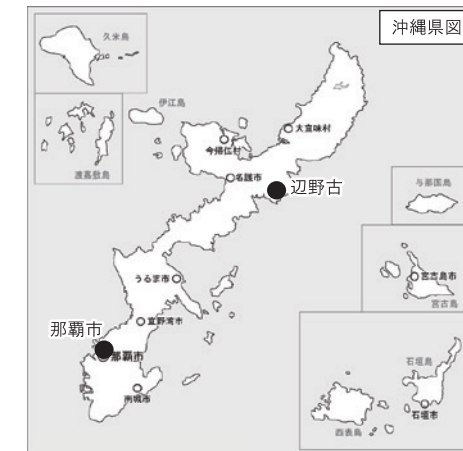 沖縄県図
久米島
伊江島
大宜味村
今帰仁村
渡嘉敷島
名護市
辺野古
与那国島
うるま市
宮古島市
宮古島
宜野湾市
那覇市
那覇市
石垣島
南城市
石垣市
西表島